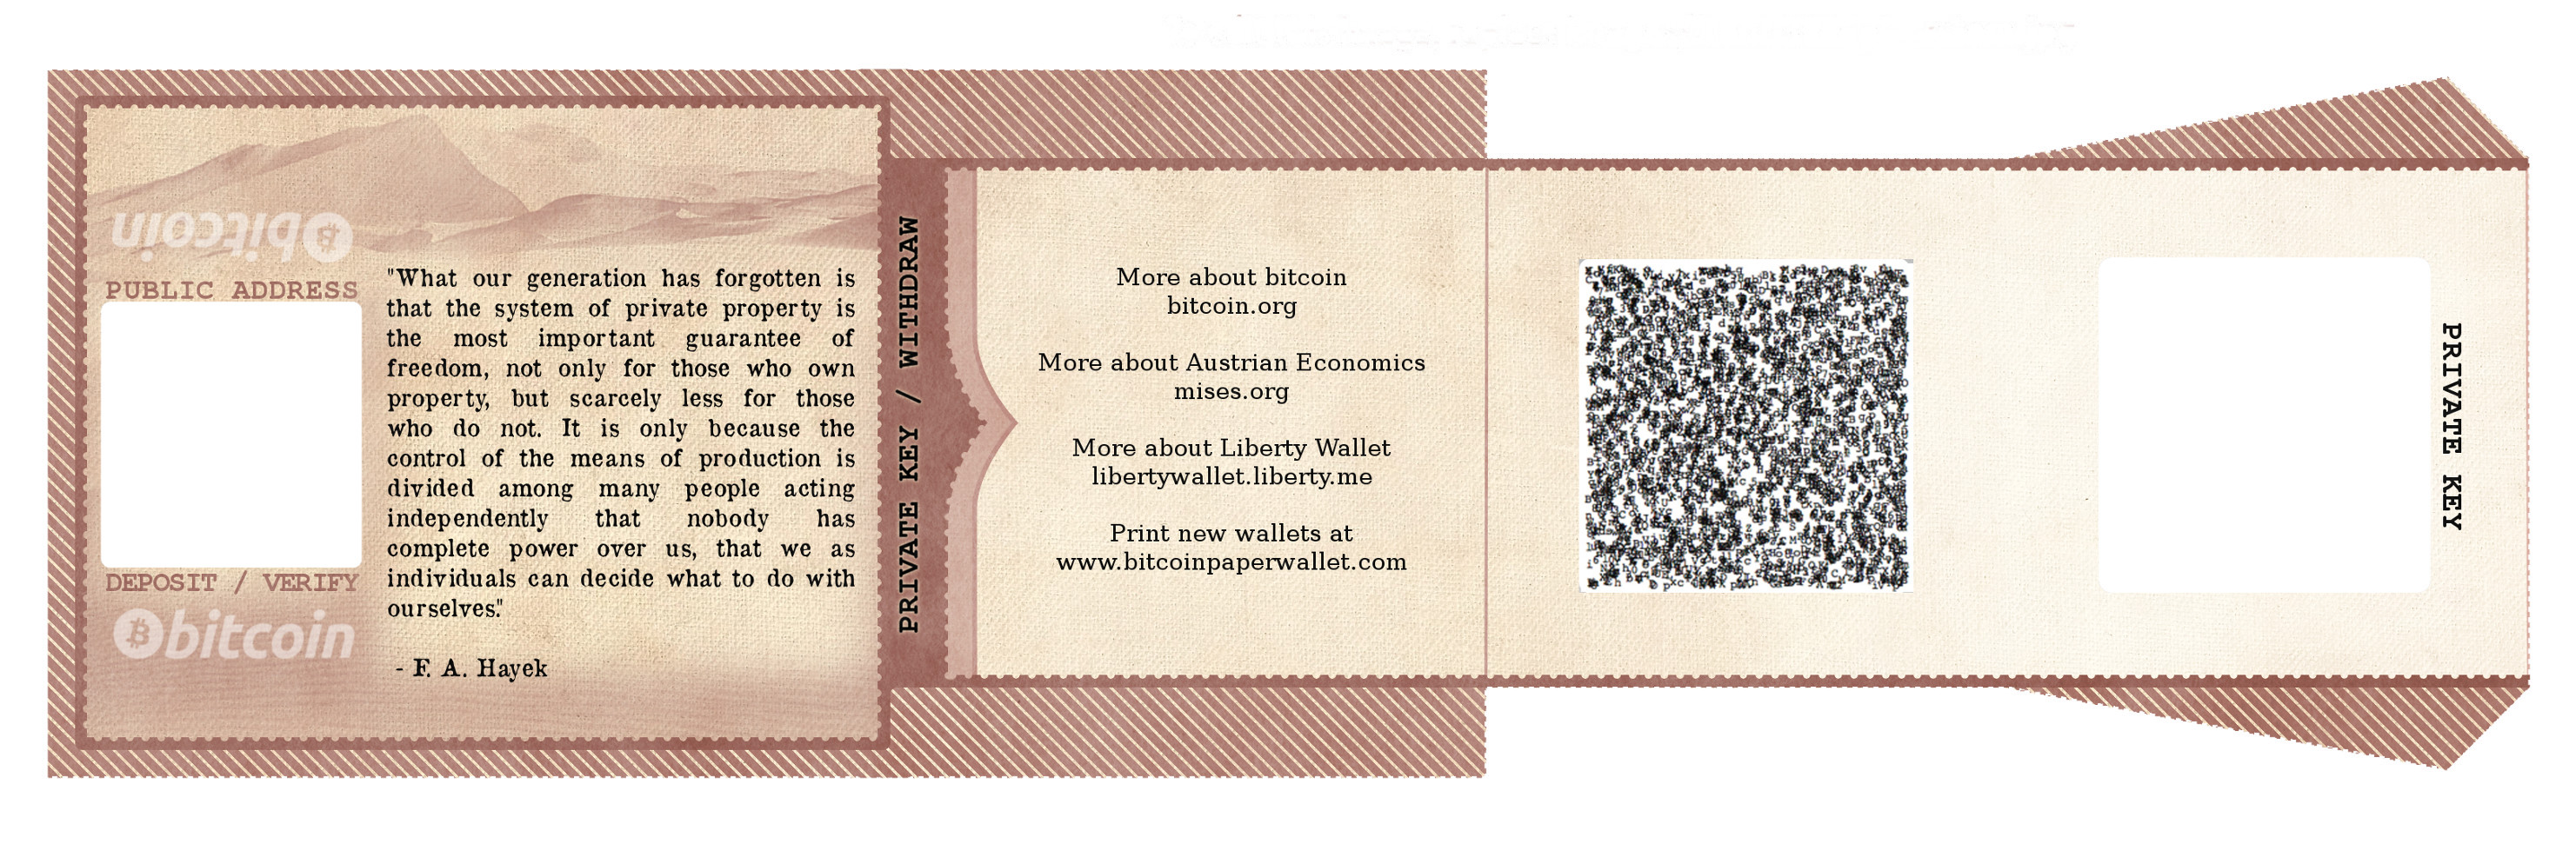 bitcoin
PUBLIC ADDRESS
DEPOSIT / VERIFY
bitcoin
"What our generation has forgotten is
that the system of private property is
the most important guarantee of
freedom, not only for those who own
property, but scarcely less for those
who do not. It is only because the
control of the means of production is
divided among many people acting
independently that nobody has
complete power over us, that we as
individuals can decide what to do with
ourselves."
- F. A. Hayek
PRIVATE KEY / WITHDRAW
More about bitcoin
bitcoin.org
More about Austrian Economics
mises.org
More about Liberty Wallet
libertywallet.liberty.me
Print new wallets at
www.bitcoinpaperwallet.com
PRIVATE KEY